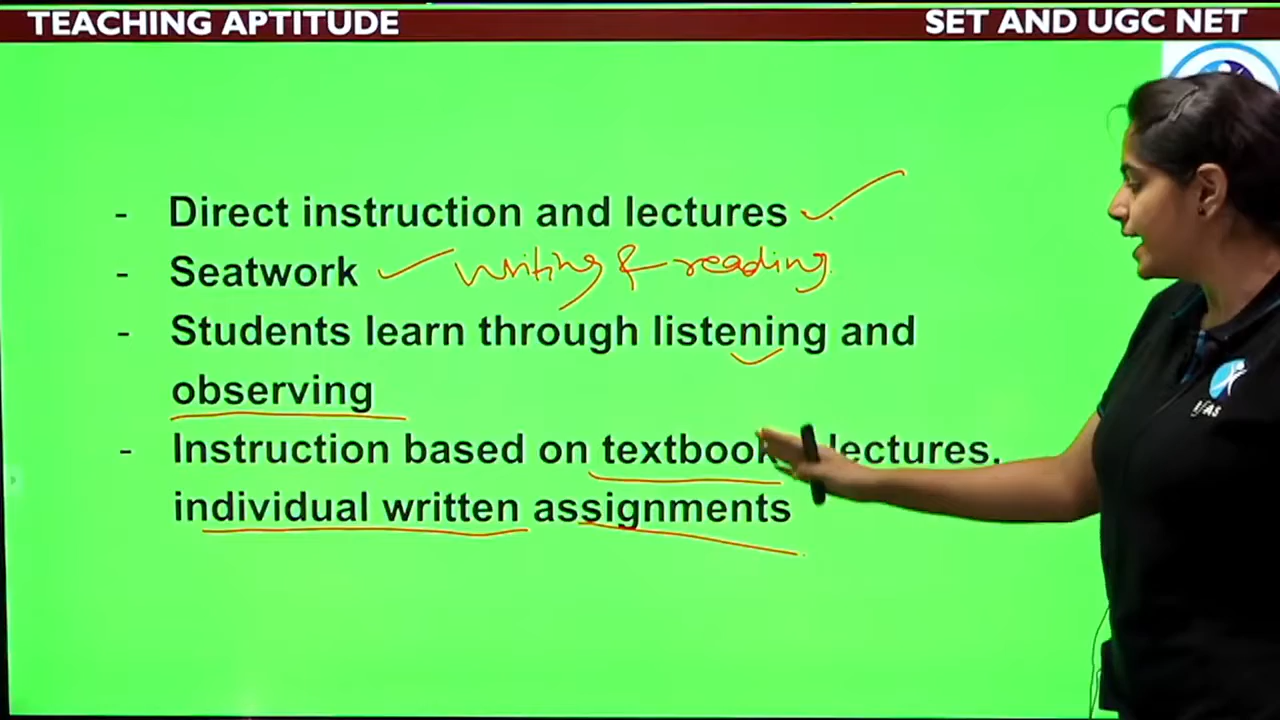 TEACHING APTITUDE
SET AND UGC NET
- Direct instruction and lectures
- Seatwork writing & reading
- Students learn through listening and
observing
- Instruction based on lectures,
individual written assignments
IFAS